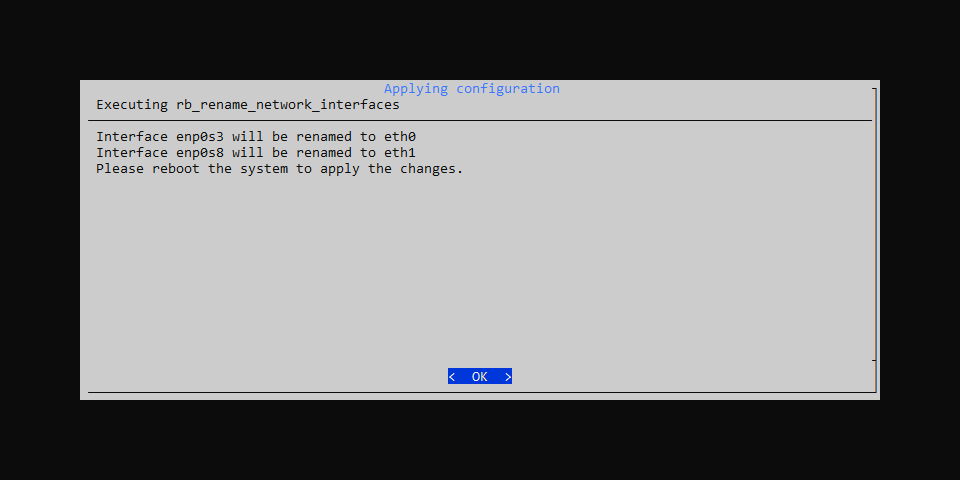 Applying configuration
Executing rb_rename_network_interfaces
Interface enp0s3 will be renamed to eth0
Interface enp0s8 will be renamed to eth1
Please reboot the system to apply the changes.
< OK >